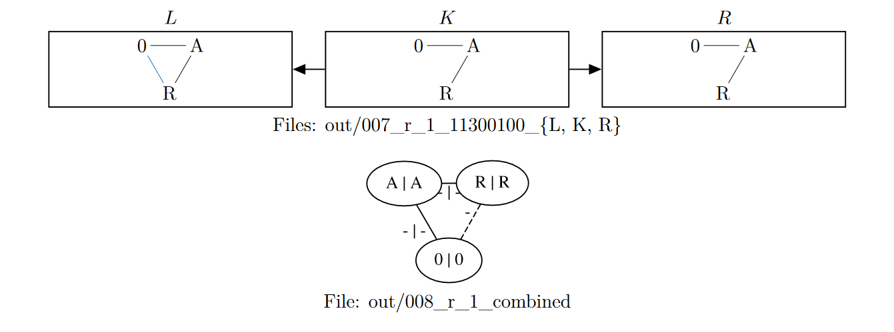 L K R
0 A 0 A 0 A
R R R
Files: out/007_r_1_11300100_{L, K, R}
A|A R|R
-|-
-
-|-
0|0
File: out/008_r_1_combined